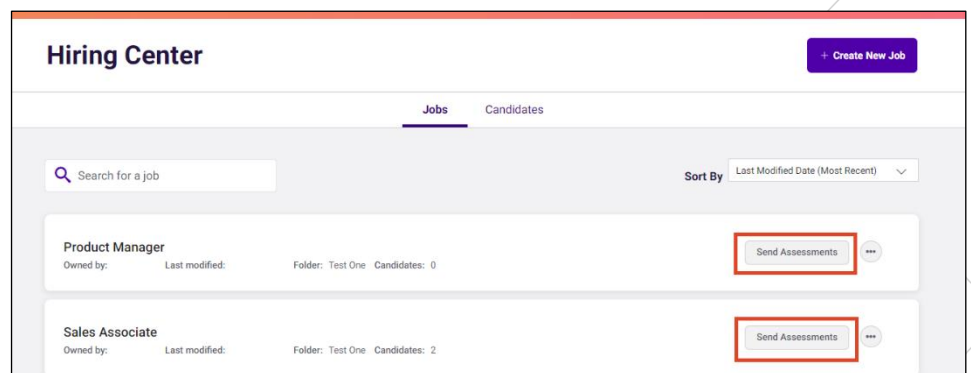 Hiring Center
+ Create New Job
Jobs Candidates
Search for a job
Sort By Last Modified Date (Most Recent)
Product Manager
Send Assessments
Owned by: Last modified: Folder: Test One Candidates: 0
Sales Associate
Send Assessments
Owned by: Last modified: Folder: Test One Candidates: 2